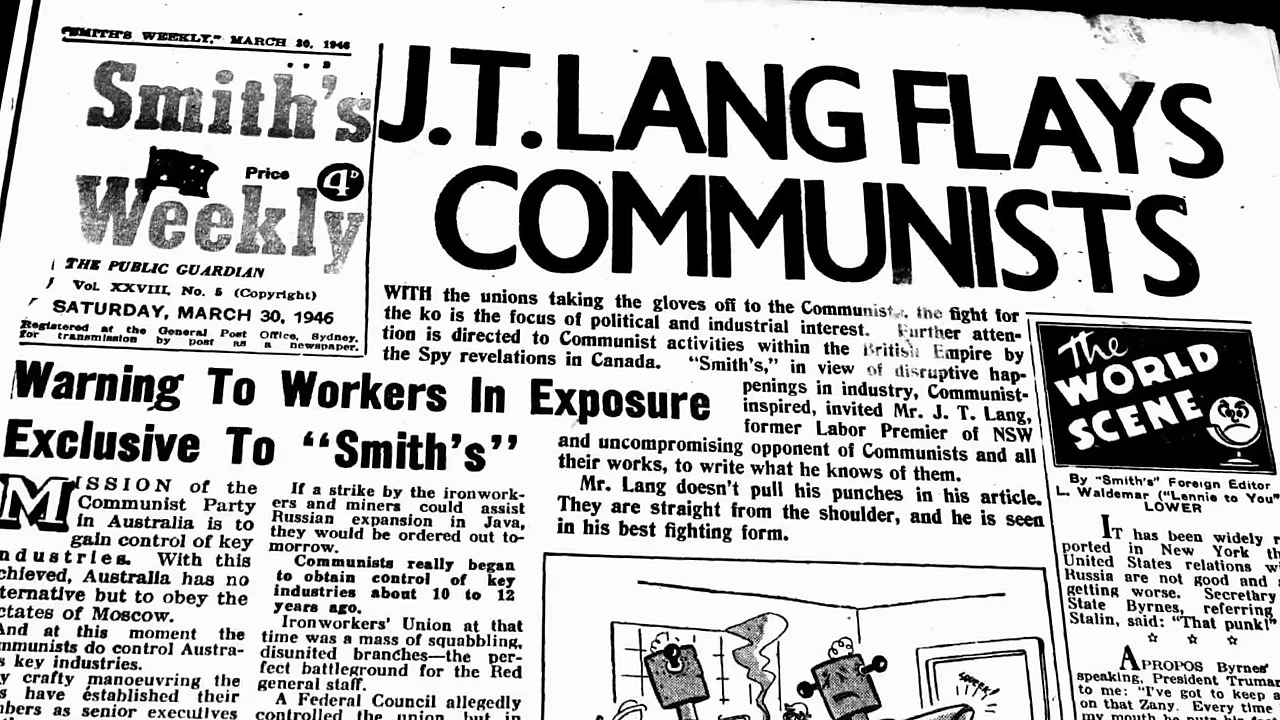 "SMITH'S WEEKLY," MARCH 30, 1946
Smith's
Weekly
Price 4D
THE PUBLIC GUARDIAN
VOL. XXVIII, No. 5 (Copyright)
SATURDAY, MARCH 30, 1946
Registered at the General Post Office, Sydney,
for transmission by post as a newspaper.
J.T. LANG FLAYS
COMMUNISTS
WITH the unions taking the gloves off to the Communists, the fight for
the ko is the focus of political and industrial interest. Further atten-
tion is directed to Communist activities within the British Empire by
the Spy revelations in Canada. "Smith's," in view of disruptive hap-
penings in industry, Communist-
inspired, invited Mr. J. T. Lang,
former Labor Premier of NSW
and uncompromising opponent of Communists and all
their works, to write what he knows of them.
Mr. Lang doesn't pull his punches in his article.
They are straight from the shoulder, and he is seen
in his best fighting form.
Warning To Workers In Exposure
Exclusive To "Smith's"
MISSION of the
Communist Party
in Australia is to
gain control of key
ndustries. With this
chieved, Australia has no
ternative but to obey the
ctates of Moscow.
And at this moment the
mmunists do control Austra-
s key industries.
y crafty manoeuvring the
s have established their
bers as senior executives
If a strike by the ironwork-
ers and miners could assist
Russian expansion in Java,
they would be ordered out to-
morrow.
Communists really began
to obtain control of key
industries about 10 to 12
years ago.
Ironworkers' Union at that
time was a mass of squabbling,
disunited branches—the per-
fect battleground for the Red
general staff.
A Federal Council allegedly
controlled the union, but in
SPEEK!
The
WORLD
SCENE
By "Smith's" Foreign Editor
L. Waldemar ("Lennie to You"
LOWER
IT has been widely r
ported in New York th
United States relations wi
Russia are not good and
getting worse. Secretary
State Byrnes, referring
Stalin, said: "That punk!"
APROPOS Byrnes'
speaking, President Truman
to me: "I've got to keep a
on that Zany. Every time
my mouth he puts his